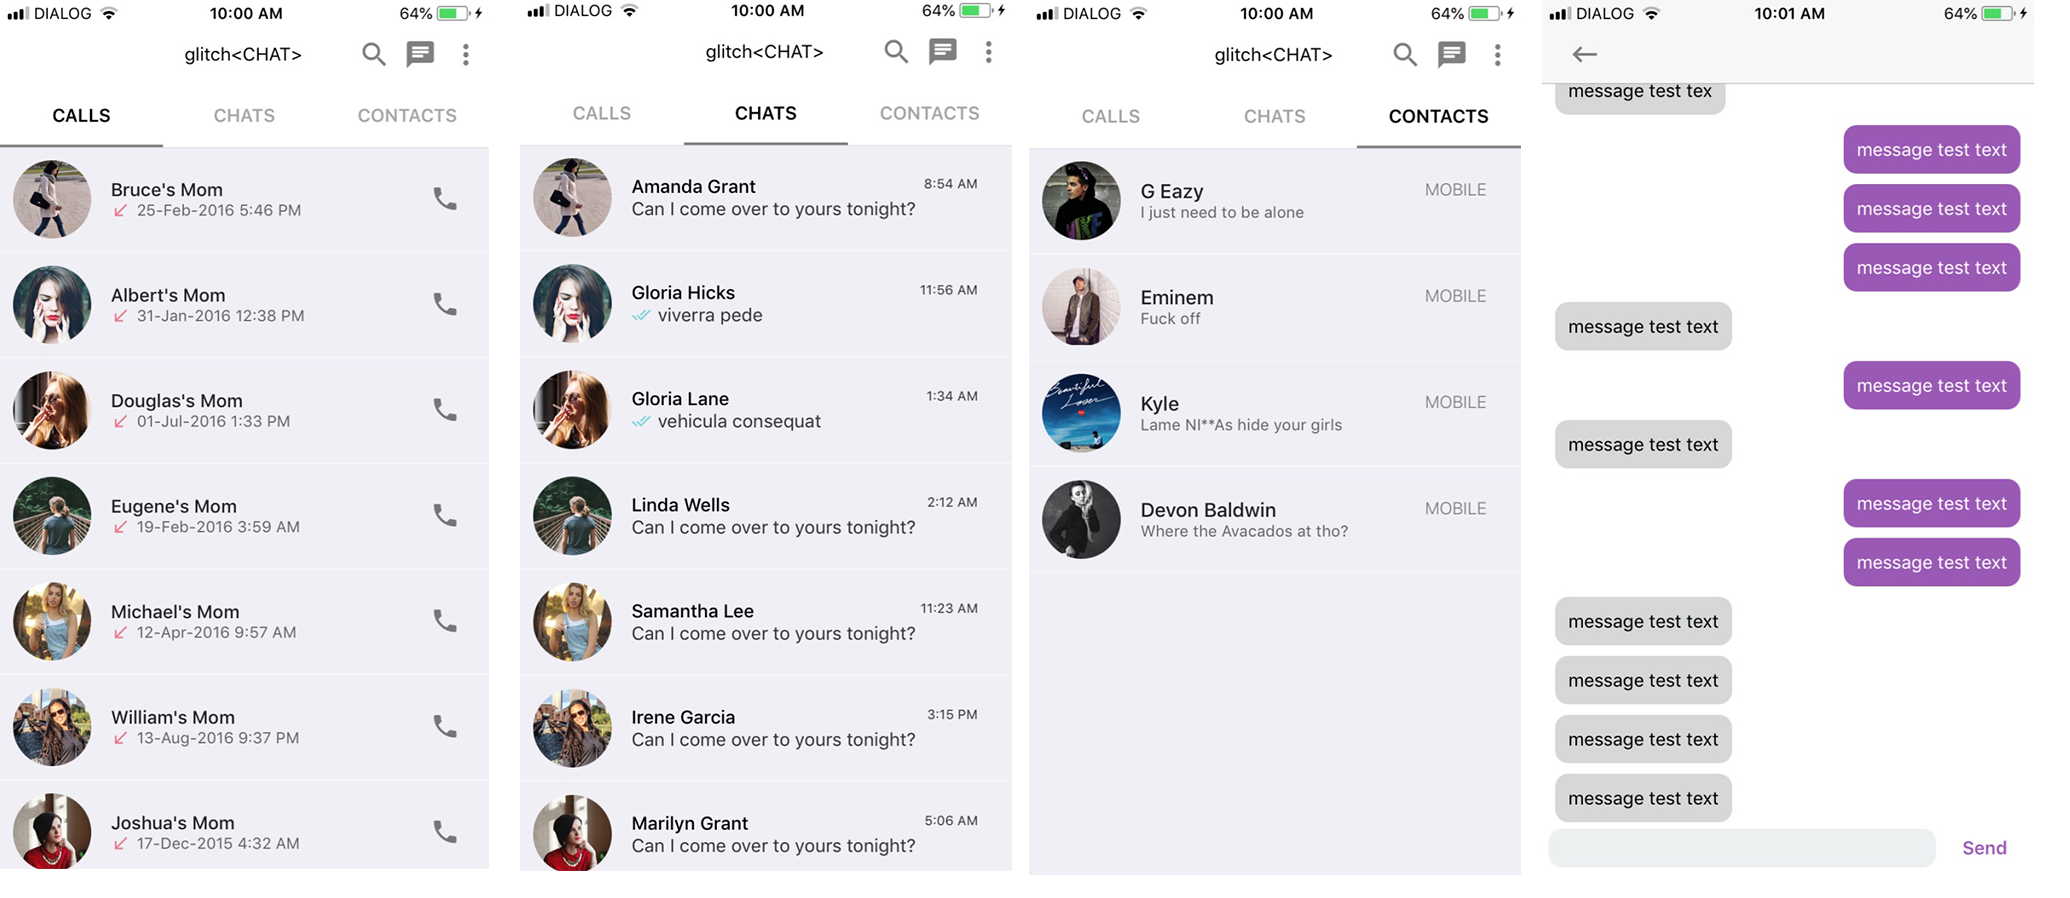 DIALOG 10:00 AM 64%
glitch<CHAT>
CALLS CHATS CONTACTS
Bruce's Mom
25-Feb-2016 5:46 PM
Albert's Mom
31-Jan-2016 12:38 PM
Douglas's Mom
01-Jul-2016 1:33 PM
Eugene's Mom
19-Feb-2016 3:59 AM
Michael's Mom
12-Apr-2016 9:57 AM
William's Mom
13-Aug-2016 9:37 PM
Joshua's Mom
17-Dec-2015 4:32 AM
DIALOG 10:00 AM 64%
glitch<CHAT>
CALLS CHATS CONTACTS
Amanda Grant 8:54 AM
Can I come over to yours tonight?
Gloria Hicks 11:56 AM
viverra pede
Gloria Lane 1:34 AM
vehicula consequat
Linda Wells 2:12 AM
Can I come over to yours tonight?
Samantha Lee 11:23 AM
Can I come over to yours tonight?
Irene Garcia 3:15 PM
Can I come over to yours tonight?
Marilyn Grant 5:06 AM
Can I come over to yours tonight?
DIALOG 10:00 AM 64%
glitch<CHAT>
CALLS CHATS CONTACTS
G Eazy MOBILE
I just need to be alone
Eminem MOBILE
Fuck off
Beautiful
Loser
Kyle MOBILE
Lame NI**As hide your girls
Devon Baldwin MOBILE
Where the Avacados at tho?
DIALOG 10:01 AM 64%
message test tex
message test text
message test text
message test text
message test text
message test text
message test text
message test text
message test text
message test text
message test text
message test text
message test text
Send